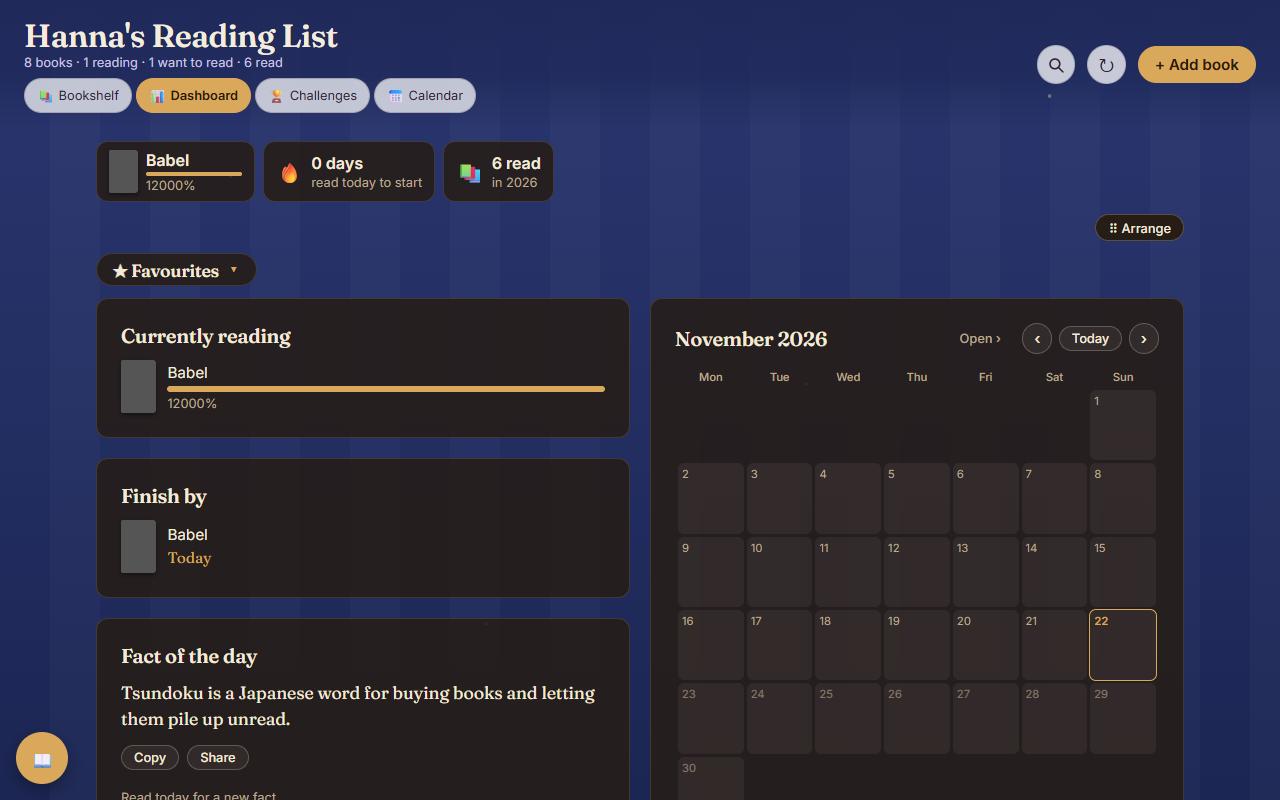 Hanna's Reading List
8 books · 1 reading · 1 want to read · 6 read
Bookshelf
Dashboard
Challenges
Calendar
+ Add book
Babel
12000%
0 days
read today to start
6 read
in 2026
Arrange
★ Favourites ▼
Currently reading
Babel
12000%
Finish by
Babel
Today
Fact of the day
Tsundoku is a Japanese word for buying books and letting
them pile up unread.
Copy
Share
Read today for a new fact
November 2026
Open ›
‹ Today ›
Mon Tue Wed Thu Fri Sat Sun
1
2 3 4 5 6 7 8
9 10 11 12 13 14 15
16 17 18 19 20 21 22
23 24 25 26 27 28 29
30